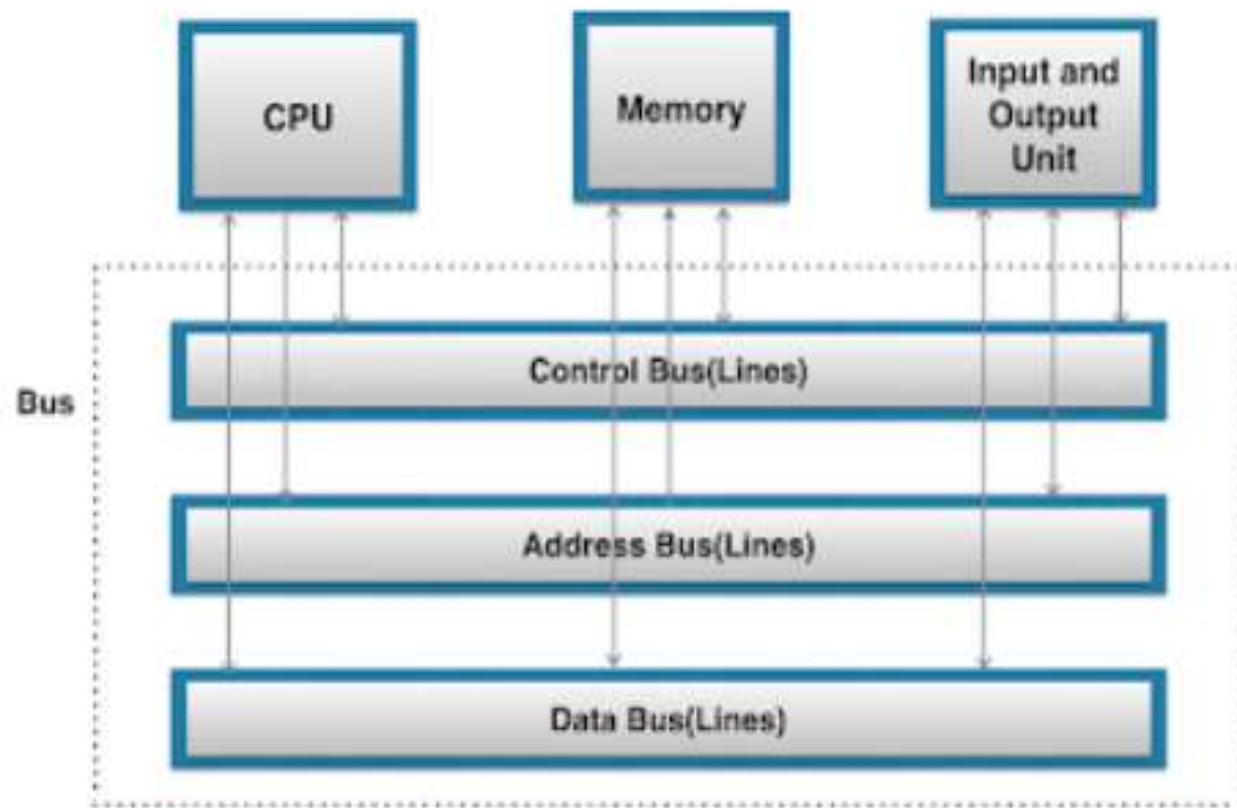 CPU
Memory
Input and
Output
Unit
Bus
Control Bus(Lines)
Address Bus(Lines)
Data Bus(Lines)